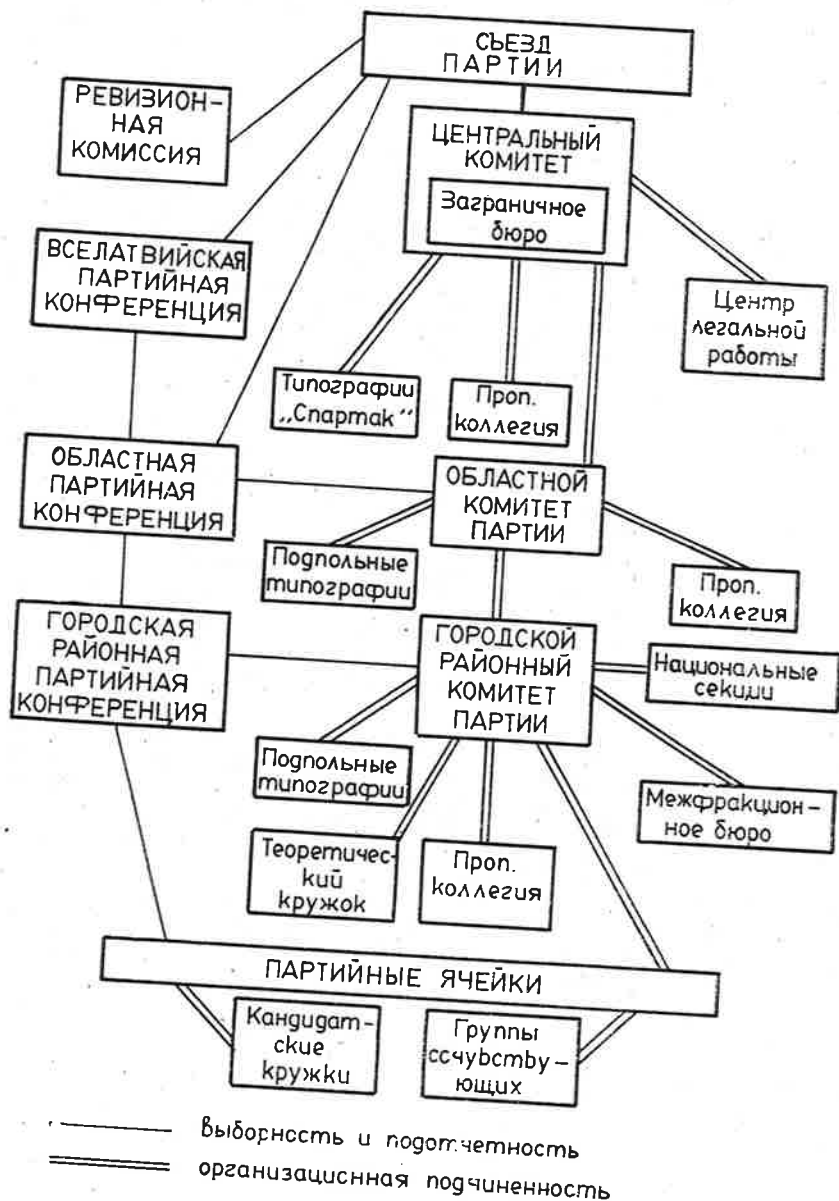 СЪЕЗД
ПАРТИИ
РЕВИЗИОН-
НАЯ
КОМИССИЯ
ЦЕНТРАЛЬНЫЙ
КОМИТЕТ
Заграничное
бюро
ВСЕЛАТВИЙСКАЯ
ПАРТИЙНАЯ
КОНФЕРЕНЦИЯ
Центр
легальной
работы
Типографии
„Спартак“
Проп.
коллегия
ОБЛАСТНАЯ
ПАРТИЙНАЯ
КОНФЕРЕНЦИЯ
ОБЛАСТНОЙ
КОМИТЕТ
ПАРТИИ
Подпольные
типографии
Проп.
коллегия
ГОРОДСКАЯ
РАЙОННАЯ
ПАРТИЙНАЯ
КОНФЕРЕНЦИЯ
ГОРОДСКОЙ
РАЙОННЫЙ
КОМИТЕТ
ПАРТИИ
Национальные
секции
Подпольные
типографии
Межфракцион-
ное бюро
Теоретичес-
кий
кружок
Проп.
коллегия
ПАРТИЙНЫЕ ЯЧЕЙКИ
Кандидат-
ские
кружки
Группы
ссчувству-
ющих
выборность и подотчетность
организациснная подчиненность